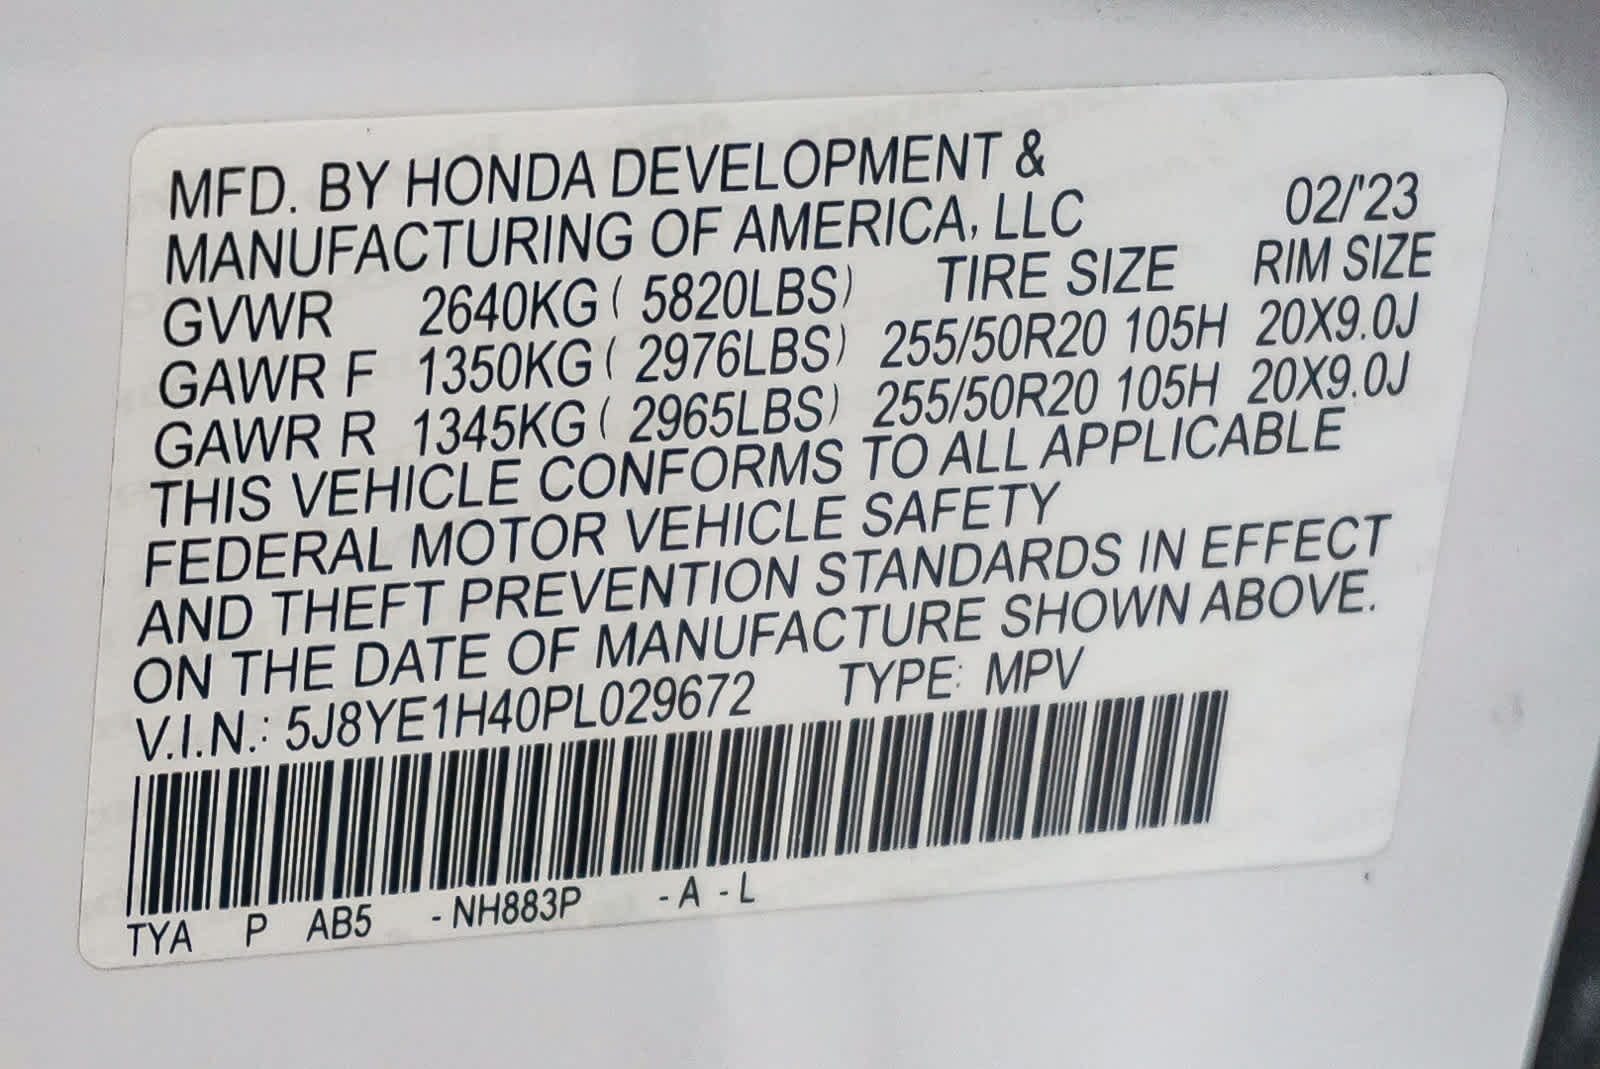 MFD. BY HONDA DEVELOPMENT &
MANUFACTURING OF AMERICA, LLC 02/'23
GVWR 2640KG ( 5820LBS) TIRE SIZE RIM SIZE
GAWR F 1350KG ( 2976LBS) 255/50R20 105H 20X9.0J
GAWR R 1345KG ( 2965LBS) 255/50R20 105H 20X9.0J
THIS VEHICLE CONFORMS TO ALL APPLICABLE
FEDERAL MOTOR VEHICLE SAFETY
AND THEFT PREVENTION STANDARDS IN EFFECT
ON THE DATE OF MANUFACTURE SHOWN ABOVE.
V.I.N.: 5J8YE1H40PL029672 TYPE: MPV
TYA P AB5 - NH883P - A - L